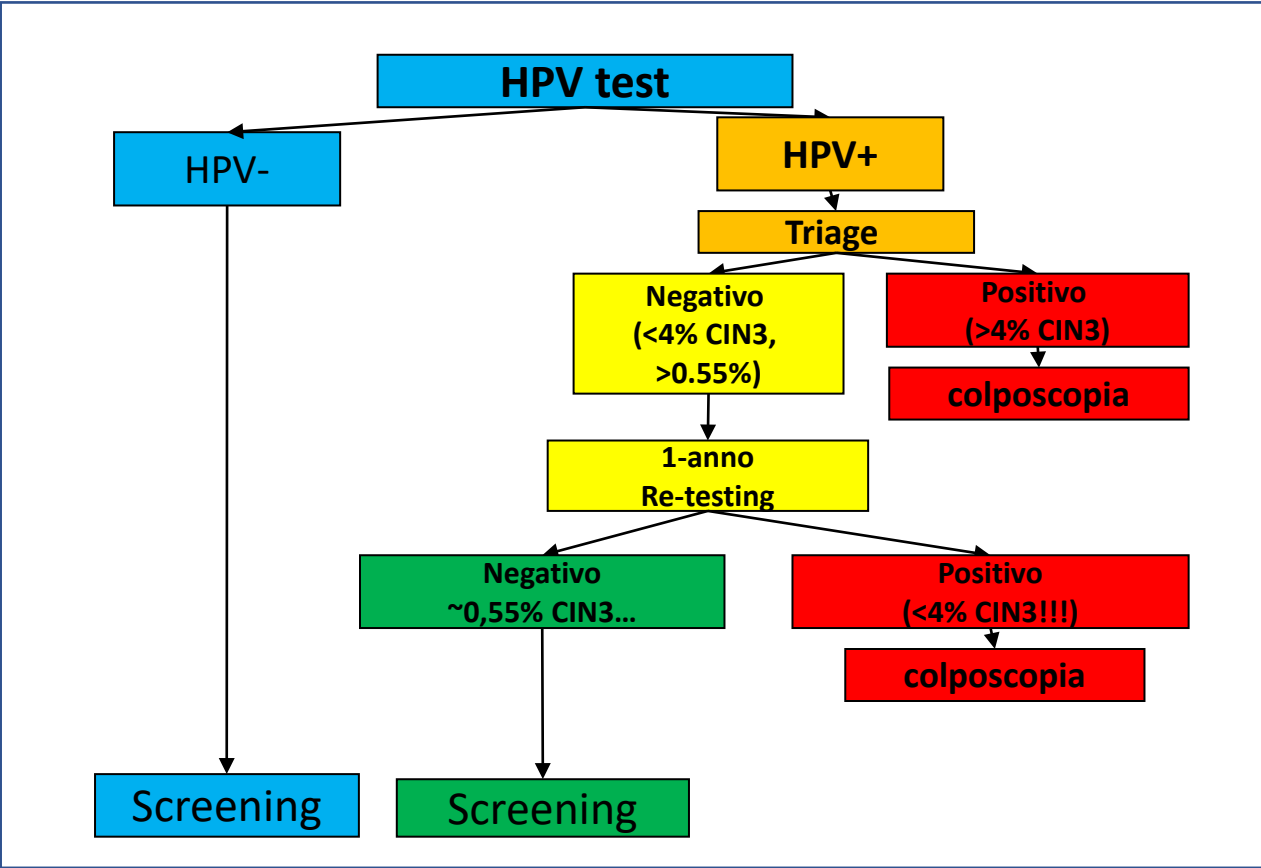 HPV test
HPV-
HPV+
Triage
Negativo
(<4% CIN3,
>0.55%)
Positivo
(>4% CIN3)
colposcopia
1-anno
Re-testing
Negativo
~0,55% CIN3...
Positivo
(<4% CIN3!!!)
colposcopia
Screening
Screening